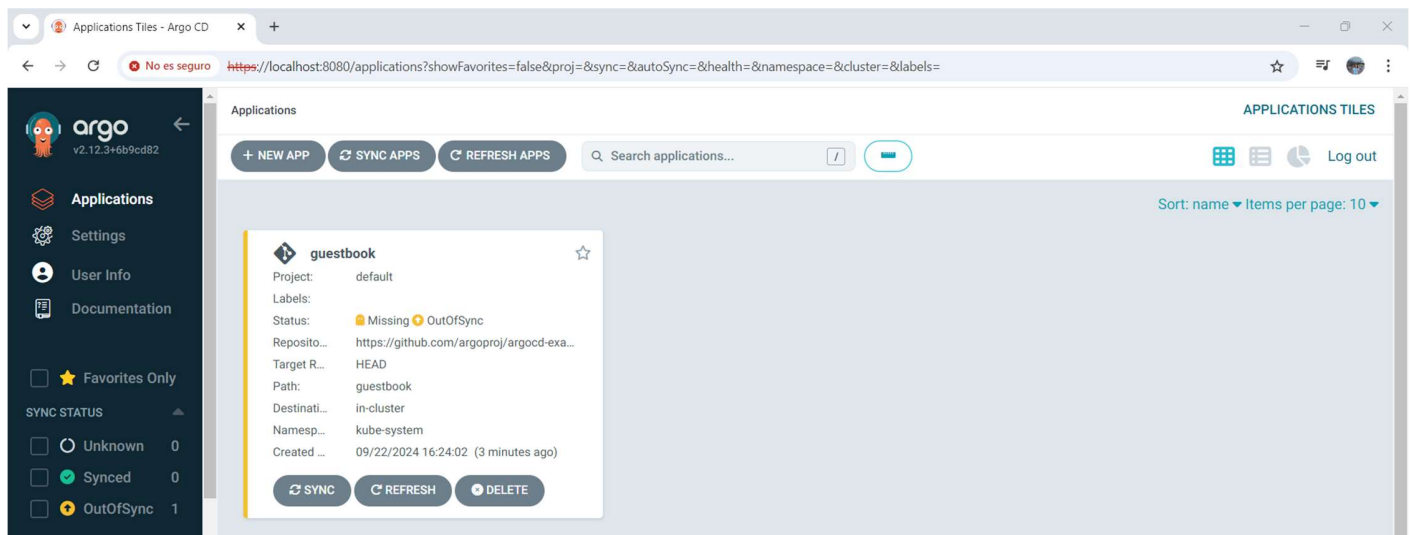 Applications Tiles - Argo CD
No es seguro https://localhost:8080/applications?showFavorites=false&proj=&sync=&autoSync=&health=&namespace=&cluster=&labels=
argo
v2.12.3+6b9cd82
Applications
Settings
User Info
Documentation
Favorites Only
SYNC STATUS
Unknown 0
Synced 0
OutOfSync 1
Applications
APPLICATIONS TILES
+ NEW APP SYNC APPS REFRESH APPS Search applications... / Log out
Sort: name Items per page: 10
guestbook
Project: default
Labels:
Status: Missing OutOfSync
Reposito... https://github.com/argoproj/argocd-exa...
Target R... HEAD
Path: guestbook
Destinati... in-cluster
Namesp... kube-system
Created ... 09/22/2024 16:24:02 (3 minutes ago)
SYNC REFRESH DELETE